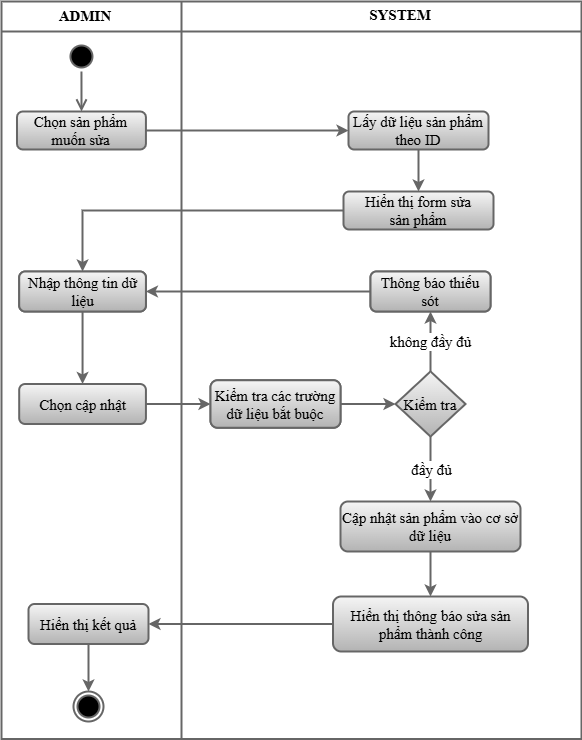 ADMIN
SYSTEM
Chọn sản phẩm
muốn sửa
Lấy dữ liệu sản phẩm
theo ID
Hiển thị form sửa
sản phẩm
Nhập thông tin dữ
liệu
Thông báo thiếu
sót
không đầy đủ
Chọn cập nhật
Kiểm tra các trường
dữ liệu bắt buộc
Kiểm tra
đầy đủ
Cập nhật sản phẩm vào cơ sở
dữ liệu
Hiển thị thông báo sửa sản
phẩm thành công
Hiển thị kết quả